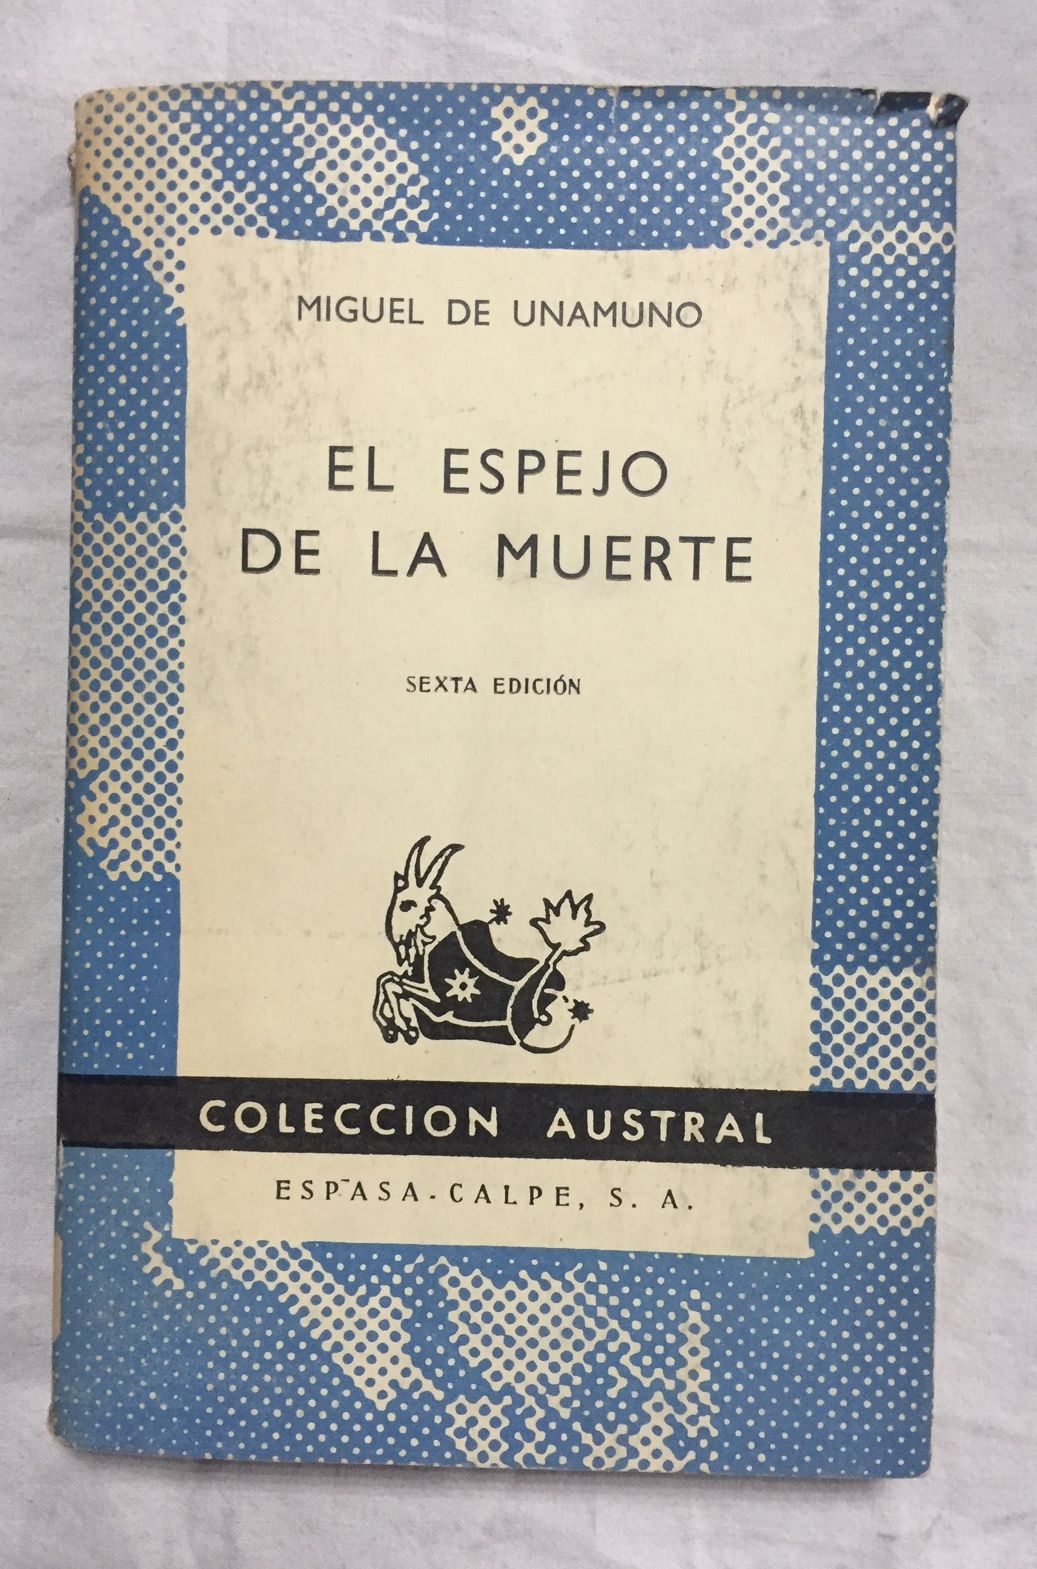 MIGUEL DE UNAMUNO
EL ESPEJO
DE LA MUERTE
SEXTA EDICIÓN
COLECCION AUSTRAL
ESPASA-CALPE, S. A.